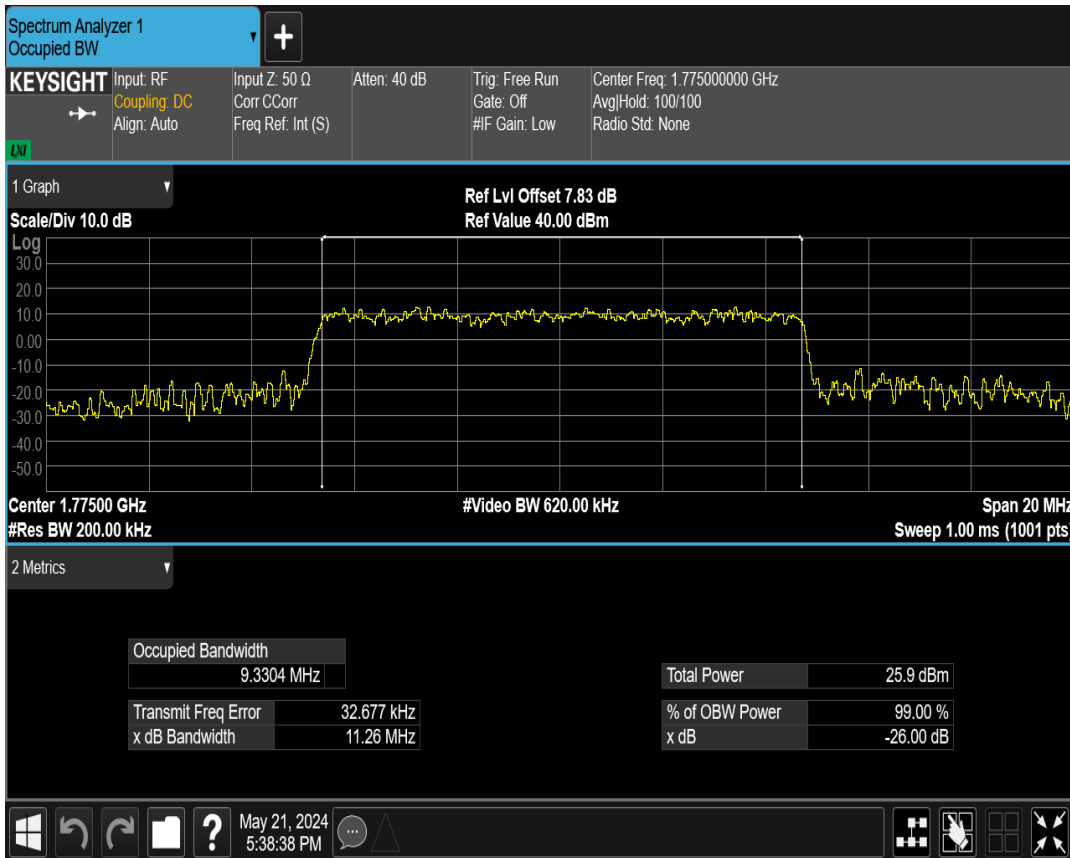 Spectrum Analyzer 1
Occupied BW
+
KEYSIGHT
LXI
Input: RF
Coupling: DC
Align: Auto
Input Z: 50 Ω
Corr CCorr
Freq Ref: Int (S)
Atten: 40 dB
Trig: Free Run
Gate: Off
#IF Gain: Low
Center Freq: 1.775000000 GHz
Avg|Hold: 100/100
Radio Std: None
1 Graph
Scale/Div 10.0 dB
Ref Lvl Offset 7.83 dB
Ref Value 40.00 dBm
Log
30.0
20.0
10.0
0.00
-10.0
-20.0
-30.0
-40.0
-50.0
Center 1.77500 GHz
#Video BW 620.00 kHz
Span 20 MHz
#Res BW 200.00 kHz
Sweep 1.00 ms (1001 pts)
2 Metrics
Occupied Bandwidth
9.3304 MHz
Total Power 25.9 dBm
Transmit Freq Error 32.677 kHz
% of OBW Power 99.00 %
x dB Bandwidth 11.26 MHz
x dB -26.00 dB
?
May 21, 2024
5:38:38 PM